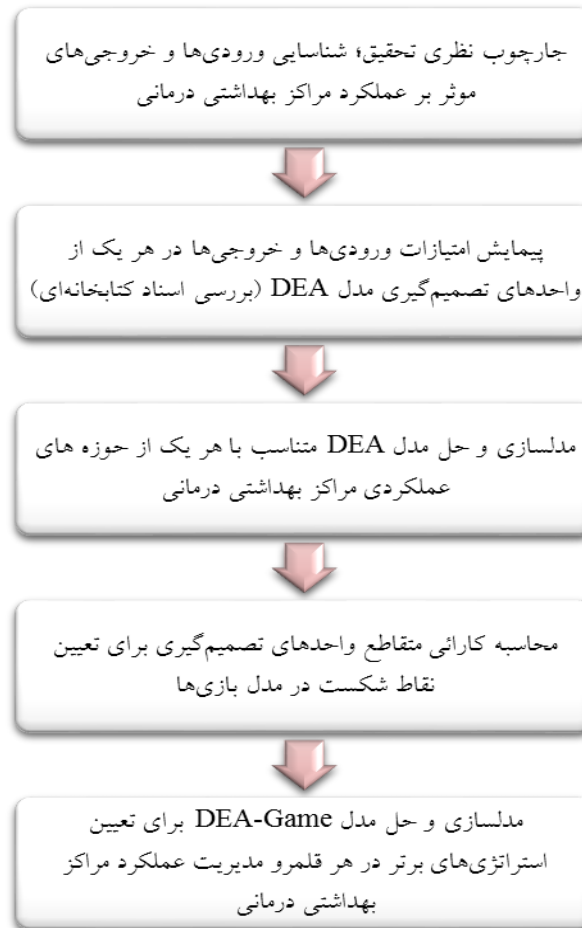 جارچوب نظری تحقیق؛ شناسایی ورودی‌ها و خروجی‌های
موثر بر عملکرد مراکز بهداشتی درمانی
پیمایش امتیازات ورودی‌ها و خروجی‌ها در هر یک از
واحدهای تصمیم‌گیری مدل DEA (بررسی اسناد کتابخانه‌ای)
مدلسازی و حل مدل DEA متناسب با هر یک از حوزه های
عملکردی مراکز بهداشتی درمانی
محاسبه کارائی متقاطع واحدهای تصمیم‌گیری برای تعیین
نقاط شکست در مدل بازی‌ها
مدلسازی و حل مدل DEA-Game برای تعیین
استراتژی‌های برتر در هر قلمرو مدیریت عملکرد مراکز
بهداشتی درمانی